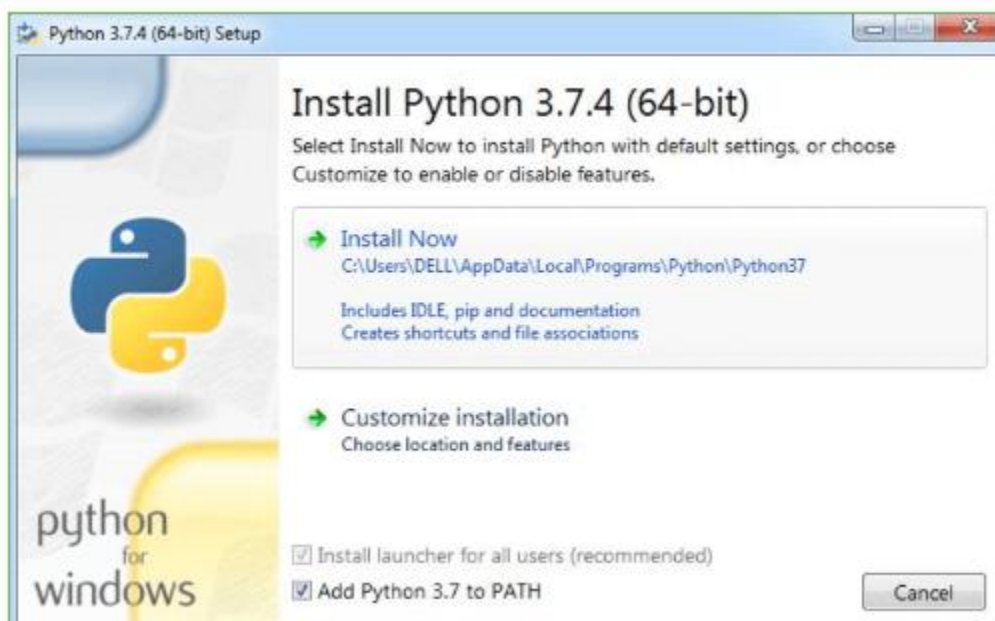 Python 3.7.4 (64-bit) Setup
Install Python 3.7.4 (64-bit)
Select Install Now to install Python with default settings, or choose
Customize to enable or disable features.
Install Now
C:\Users\DELL\AppData\Local\Programs\Python\Python37
Includes IDLE, pip and documentation
Creates shortcuts and file associations
Customize installation
Choose location and features
python
for
windows
Install launcher for all users (recommended)
Add Python 3.7 to PATH
Cancel